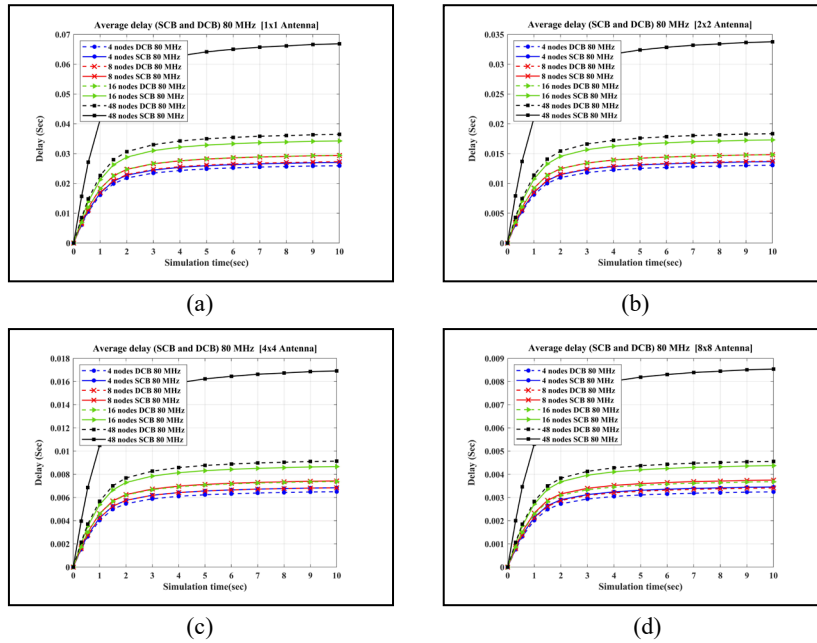 Average delay (SCB and DCB) 80 MHz [1x1 Antenna]
0.07
0.06
0.05
0.04
0.03
0.02
0.01
0
Delay (Sec)
4 nodes DCB 80 MHz
4 nodes SCB 80 MHz
8 nodes DCB 80 MHz
8 nodes SCB 80 MHz
16 nodes DCB 80 MHz
16 nodes SCB 80 MHz
48 nodes DCB 80 MHz
48 nodes SCB 80 MHz
0 1 2 3 4 5 6 7 8 9 10
Simulation time(sec)
(a)
Average delay (SCB and DCB) 80 MHz [2x2 Antenna]
0.035
0.03
0.025
0.02
0.015
0.01
0.005
0
Delay (Sec)
4 nodes DCB 80 MHz
4 nodes SCB 80 MHz
8 nodes DCB 80 MHz
8 nodes SCB 80 MHz
16 nodes DCB 80 MHz
16 nodes SCB 80 MHz
48 nodes DCB 80 MHz
48 nodes SCB 80 MHz
0 1 2 3 4 5 6 7 8 9 10
Simulation time(sec)
(b)
Average delay (SCB and DCB) 80 MHz [4x4 Antenna]
0.018
0.016
0.014
0.012
0.01
0.008
0.006
0.004
0.002
0
Delay (Sec)
4 nodes DCB 80 MHz
4 nodes SCB 80 MHz
8 nodes DCB 80 MHz
8 nodes SCB 80 MHz
16 nodes DCB 80 MHz
16 nodes SCB 80 MHz
48 nodes DCB 80 MHz
48 nodes SCB 80 MHz
0 1 2 3 4 5 6 7 8 9 10
Simulation time(sec)
(c)
Average delay (SCB and DCB) 80 MHz [8x8 Antenna]
0.009
0.008
0.007
0.006
0.005
0.004
0.003
0.002
0.001
0
Delay (Sec)
4 nodes DCB 80 MHz
4 nodes SCB 80 MHz
8 nodes DCB 80 MHz
8 nodes SCB 80 MHz
16 nodes DCB 80 MHz
16 nodes SCB 80 MHz
48 nodes DCB 80 MHz
48 nodes SCB 80 MHz
0 1 2 3 4 5 6 7 8 9 10
Simulation time(sec)
(d)